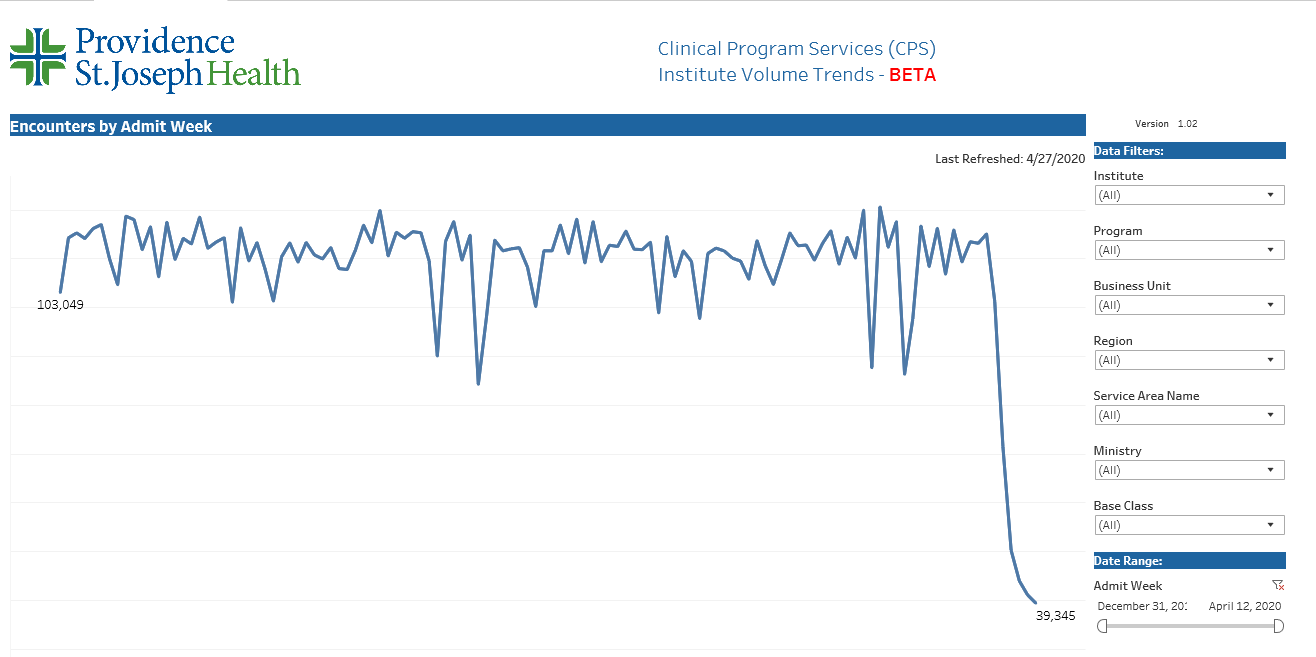 Providence
St.Joseph Health
Clinical Program Services (CPS)
Institute Volume Trends - BETA
Encounters by Admit Week
Version 1.02
Last Refreshed: 4/27/2020
Data Filters:
Institute
(All)
Program
(All)
Business Unit
(All)
Region
(All)
Service Area Name
(All)
Ministry
(All)
Base Class
(All)
Date Range:
Admit Week
December 31, 20 April 12, 2020
103,049
39,345